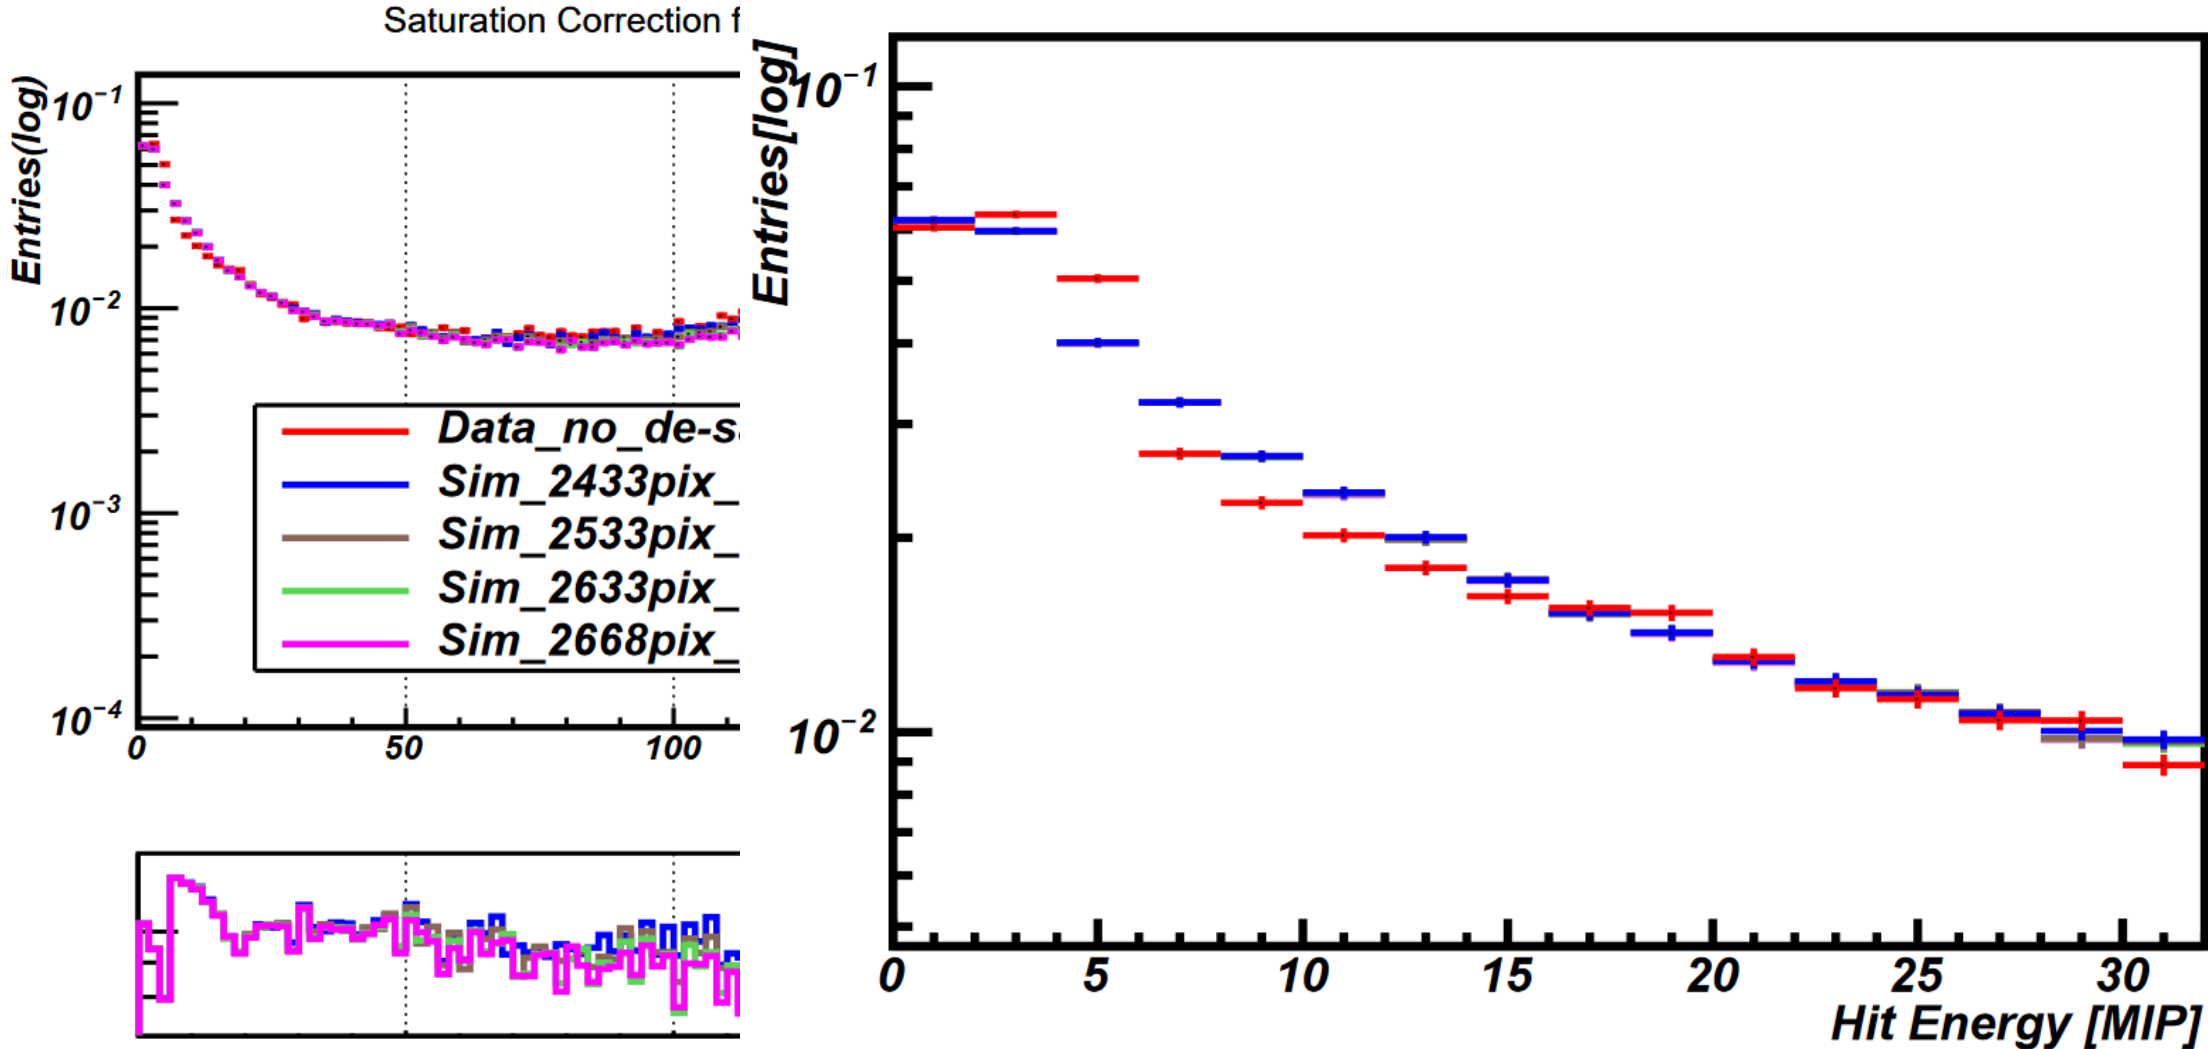 Saturation Correction f
Entries(log)
10⁻¹
10⁻²
10⁻³
10⁻⁴
0 50 100
Data_no_de-s
Sim_2433pix_
Sim_2533pix_
Sim_2633pix_
Sim_2668pix_
Entries[log]
10⁻¹
10⁻²
0 5 10 15 20 25 30
Hit Energy [MIP]